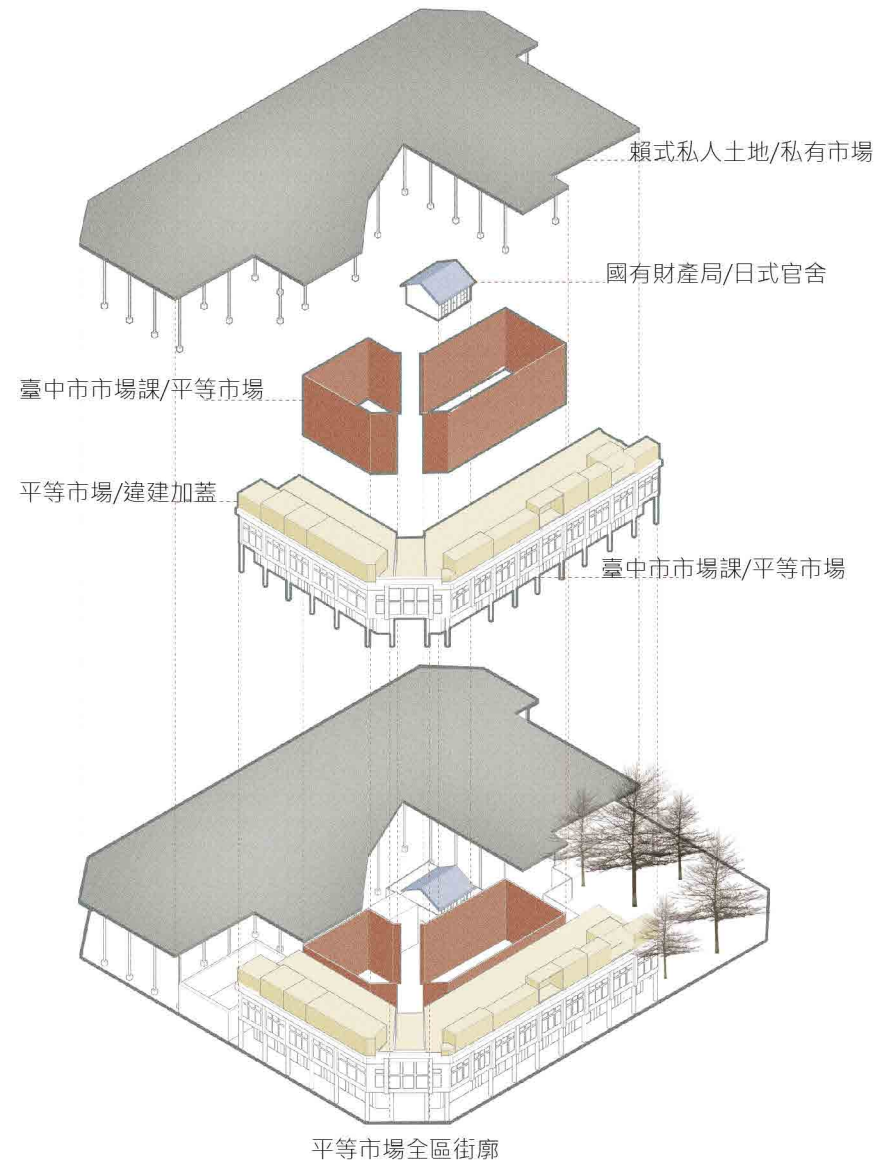 賴式私人土地/私有市場
國有財產局/日式官舍
臺中市市場課/平等市場
平等市場/違建加蓋
臺中市市場課/平等市場
平等市場全區街廓